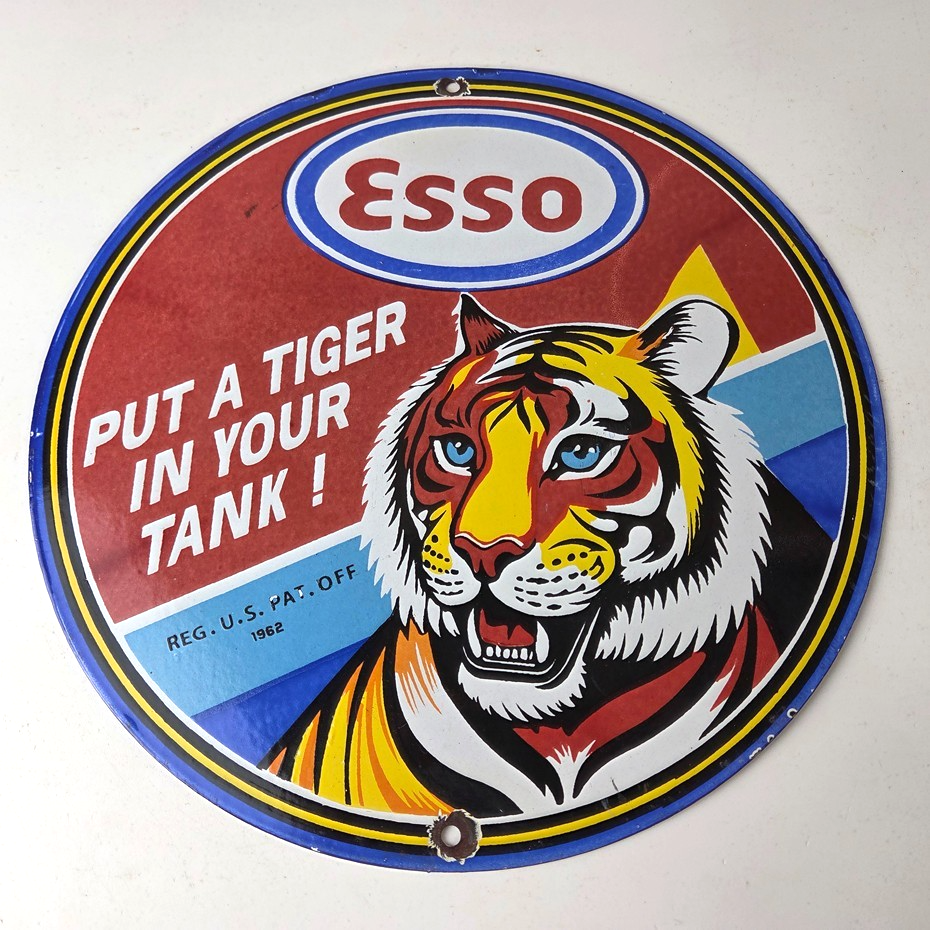 Esso
PUT A TIGER
IN YOUR
TANK !
REG. U.S. PAT. OFF
1962